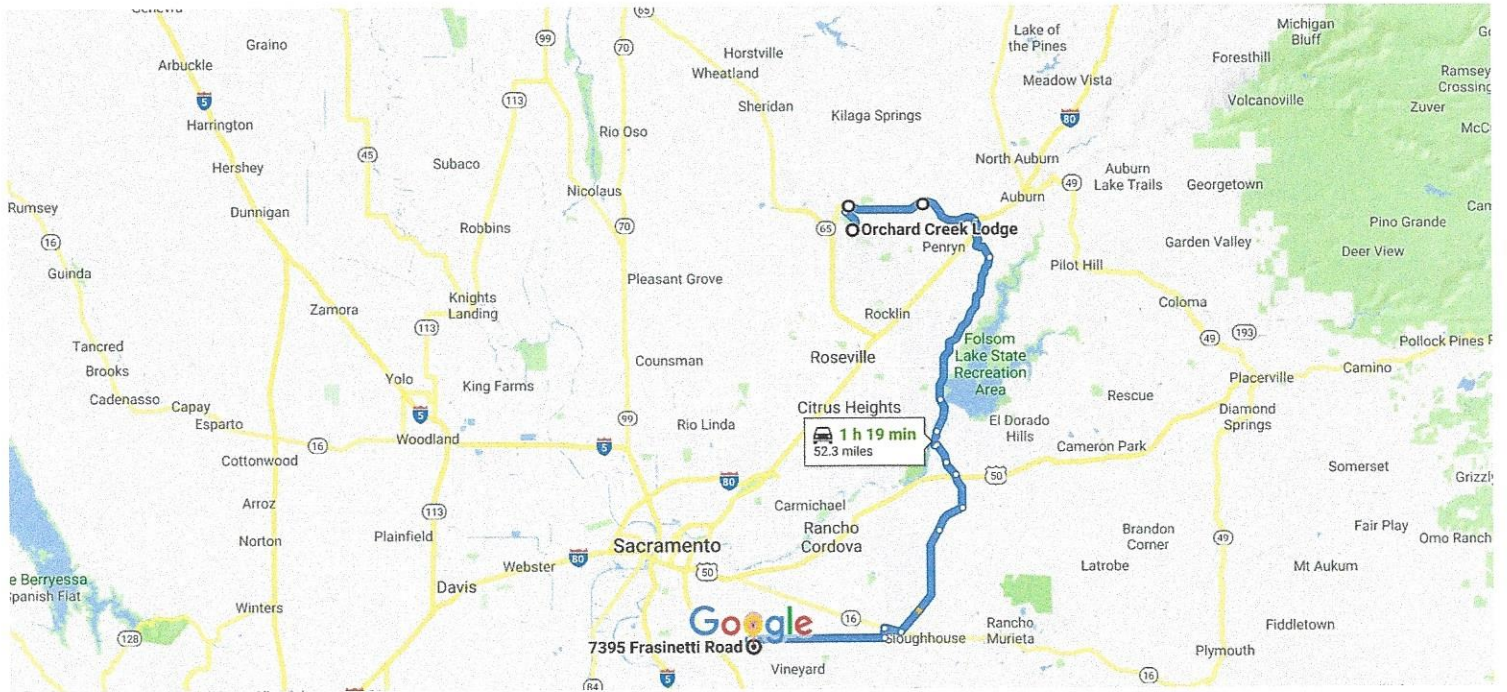 65
99
70
Graino
Arbuckle
5
Horstville
Wheatland
Lake of
the Pines
Meadow Vista
Michigan
Bluff
Foresthill
Ramsey
Crossing
113
Harrington
Sheridan
Kilaga Springs
80
Volcanoville
Zuver
Rio Oso
45
Subaco
Hershey
North Auburn
Auburn
Lake Trails
Georgetown
49
Auburn
Nicolaus
Rumsey
Dunnigan
16
Robbins
70
65
Orchard Creek Lodge
Penryn
Pino Grande
Garden Valley
Deer View
Guinda
Pleasant Grove
Pilot Hill
Zamora
Knights
Landing
113
Rocklin
Coloma
49
193
Tancred
Brooks
Cadenasso
Capay
Esparto
Yolo
King Farms
Counsman
Roseville
Folsom
Lake State
Recreation
Area
Pollock Pines
Camino
Placerville
Rescue
Diamond
Springs
5
99
Rio Linda
Citrus Heights
1 h 19 min
52.3 miles
El Dorado
Hills
Cameron Park
16
Woodland
5
Cottonwood
80
50
Somerset
Grizzly
Arroz
113
Carmichael
Rancho
Cordova
Norton
Plainfield
Sacramento
Brandon
Corner
49
Fair Play
Omo Ranch
80
Webster
50
Davis
Latrobe
Mt Aukum
e Berryessa
Spanish Flat
Winters
128
Google
16
Sloughhouse
Rancho
Murieta
Fiddletown
7395 Frasinetti Road
Vineyard
5
84
16
Plymouth